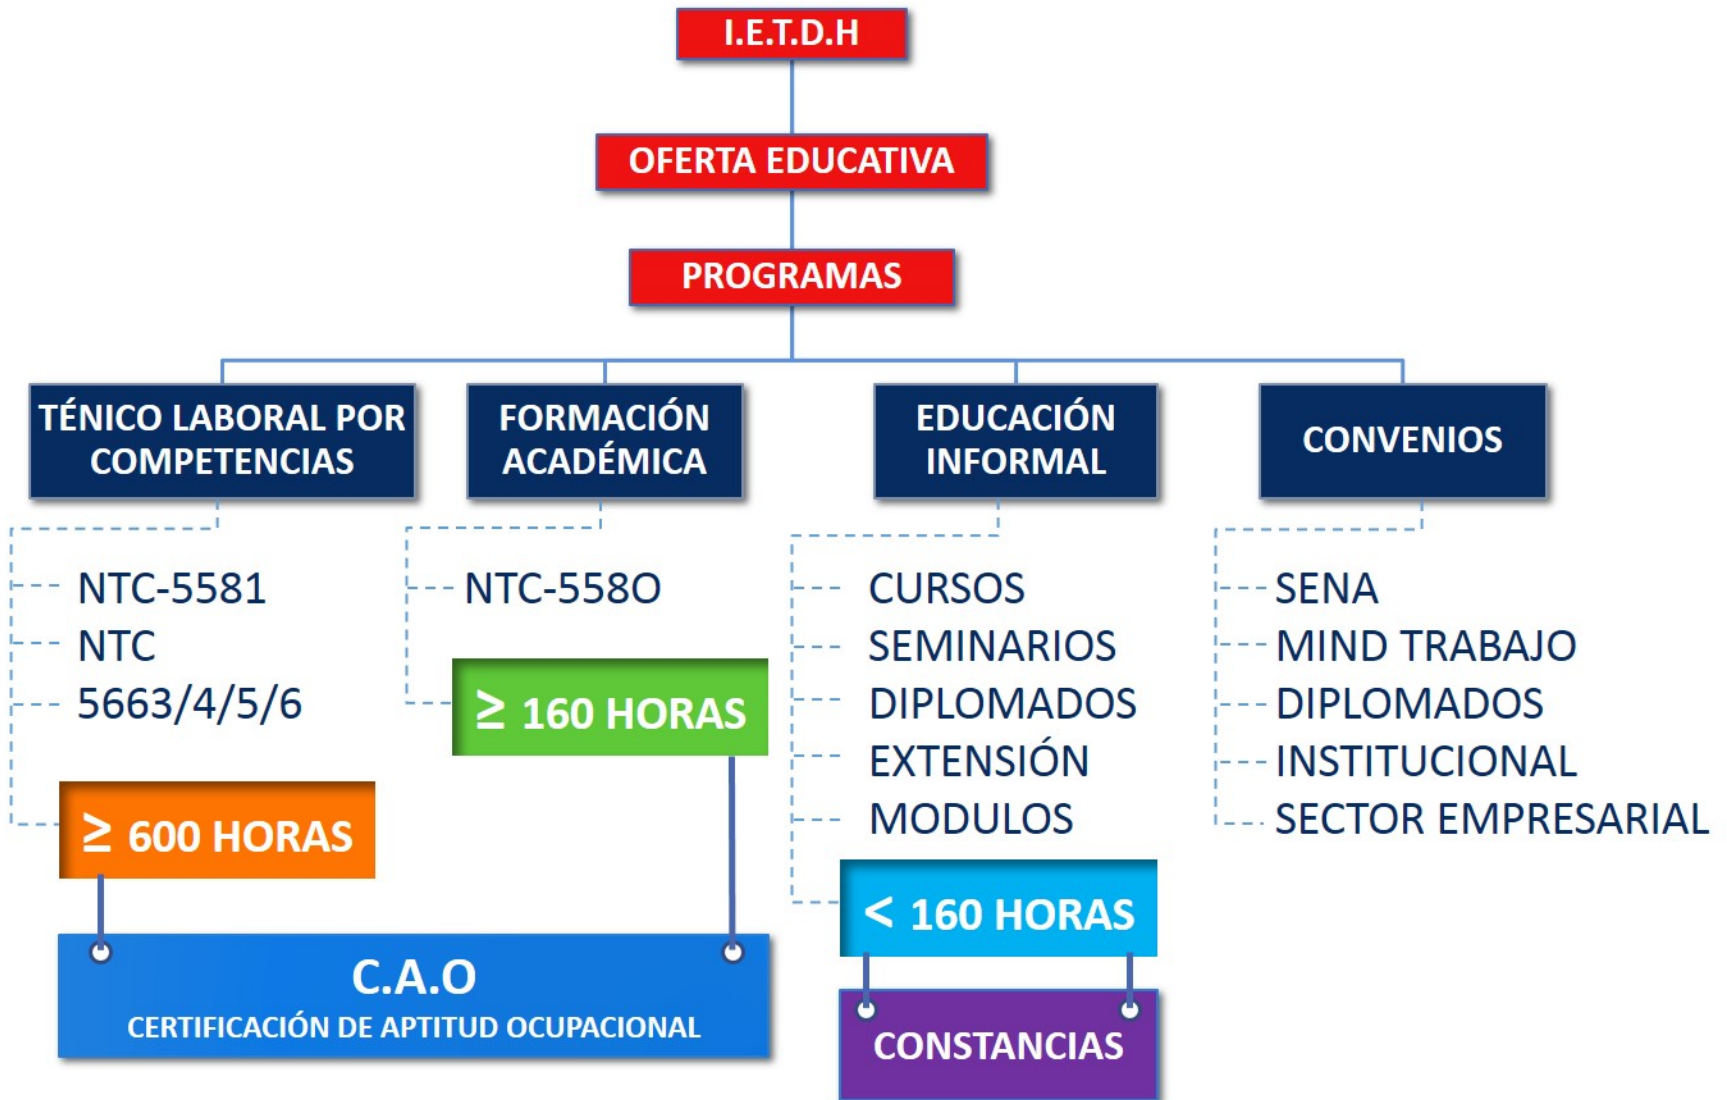 I.E.T.D.H
OFERTA EDUCATIVA
PROGRAMAS
TÉNICO LABORAL POR
COMPETENCIAS
NTC-5581
NTC
5663/4/5/6
≥ 600 HORAS
FORMACIÓN
ACADÉMICA
NTC-558O
≥ 160 HORAS
C.A.O
CERTIFICACIÓN DE APTITUD OCUPACIONAL
EDUCACIÓN
INFORMAL
CURSOS
SEMINARIOS
DIPLOMADOS
EXTENSIÓN
MODULOS
< 160 HORAS
CONSTANCIAS
CONVENIOS
SENA
MIND TRABAJO
DIPLOMADOS
INSTITUCIONAL
SECTOR EMPRESARIAL